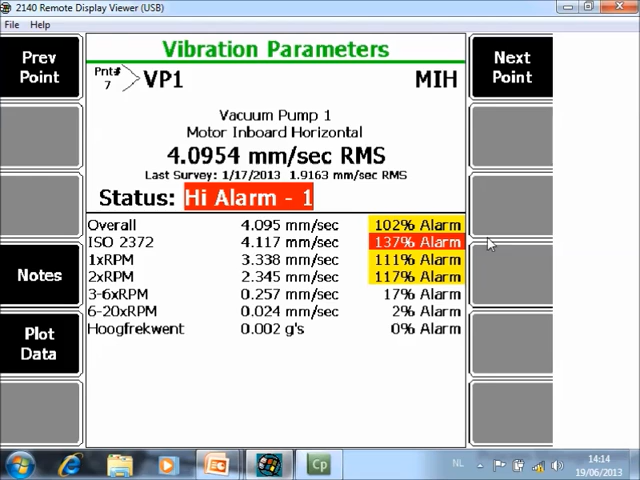 2140 Remote Display Viewer (USB)
File Help
Vibration Parameters
Prev Point
Pnt# 7 VP1 MIH
Next Point
Vacuum Pump 1
Motor Inboard Horizontal
4.0954 mm/sec RMS
Last Survey: 1/17/2013 1.9163 mm/sec RMS
Status: Hi Alarm - 1
Overall 4.095 mm/sec 102% Alarm
ISO 2372 4.117 mm/sec 137% Alarm
1xRPM 3.338 mm/sec 111% Alarm
2xRPM 2.345 mm/sec 117% Alarm
3-6xRPM 0.257 mm/sec 17% Alarm
6-20xRPM 0.024 mm/sec 2% Alarm
Hoogfrekwent 0.002 g's 0% Alarm
Notes
Plot Data
Cp
NL
14:14
19/06/2013